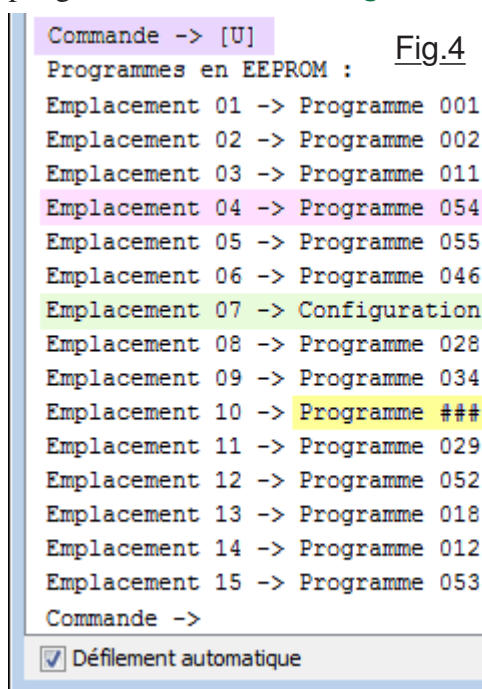 Commande -> [U]
Fig.4
Programmes en EEPROM :
Emplacement 01 -> Programme 001
Emplacement 02 -> Programme 002
Emplacement 03 -> Programme 011
Emplacement 04 -> Programme 054
Emplacement 05 -> Programme 055
Emplacement 06 -> Programme 046
Emplacement 07 -> Configuration
Emplacement 08 -> Programme 028
Emplacement 09 -> Programme 034
Emplacement 10 -> Programme ###
Emplacement 11 -> Programme 029
Emplacement 12 -> Programme 052
Emplacement 13 -> Programme 018
Emplacement 14 -> Programme 012
Emplacement 15 -> Programme 053
Commande ->
Défilement automatique